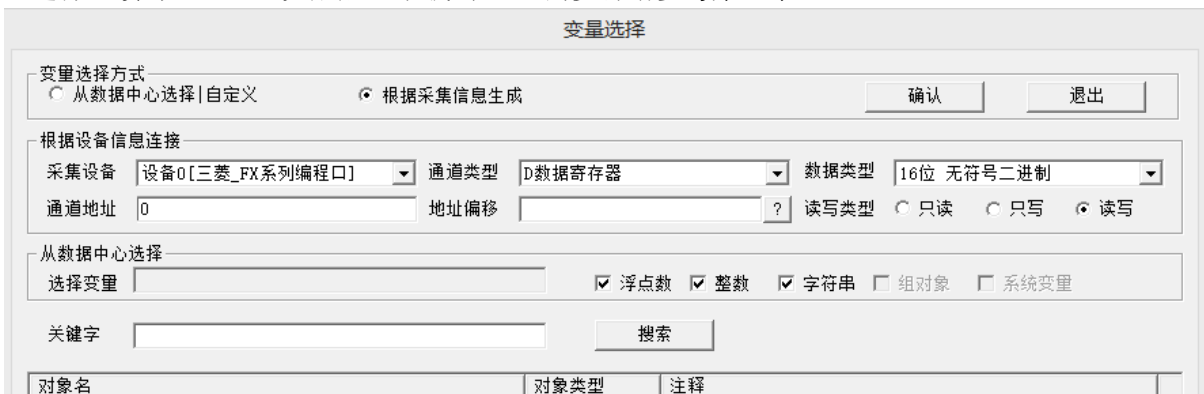 变量选择
变量选择方式
从数据中心选择|自定义 根据采集信息生成 确认 退出
根据设备信息连接
采集设备 设备0[三菱_FX系列编程口] 通道类型 D数据寄存器 数据类型 16位 无符号二进制
通道地址 0 地址偏移 ? 读写类型 只读 只写 读写
从数据中心选择
选择变量 浮点数 整数 字符串 组对象 系统变量
关键字 搜索
对象名 对象类型 注释